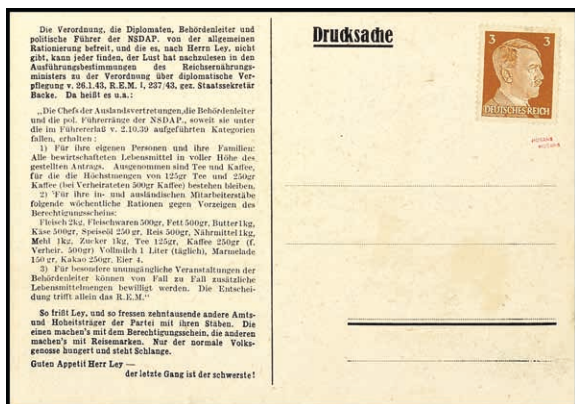 Die Verordnung, die Diplomaten, Behördenleiter und
politische Führer der NSDAP. von der allgemeinen
Rationierung befreit, und die es, nach Herrn Ley, nicht
gibt, kann jeder finden, der Lust hat nachzulesen in den
Ausführungsbestimmungen des Reichsernährungs-
ministers zu der Verordnung über diplomatische Ver-
pflegung v. 26.1.43, R.E.M. I, 237/43, gez. Staatssekretär
Backe. Da heißt es u.a.:
„Die Chefs der Auslandsvertretungen, die Behördenleiter
und die pol. Führerränge der NSDAP., soweit sie unter
die im Führererlaß v. 2.10.39 aufgeführten Kategorien
fallen, erhalten :
1) Für ihre eigenen Personen und ihre Familien:
Alle bewirtschafteten Lebensmittel in voller Höhe des
gestellten Antrags. Ausgenommen sind Tee und Kaffee,
für die die Höchstmengen von 125gr Tee und 250gr
Kaffee (bei Verheirateten 500gr Kaffee) bestehen bleiben.
2) Für ihre in- und ausländischen Mitarbeiterstäbe
folgende wöchentliche Rationen gegen Vorzeigen des
Berechtigungsscheins:
Fleisch 2kg, Fleischwaren 500gr, Fett 500gr, Butter 1kg,
Käse 500gr, Speiseöl 250 gr, Reis 500gr, Nährmittel 1kg,
Mehl 1kg, Zucker 1kg, Tee 125gr, Kaffee 250gr (f.
Verheir. 500gr) Vollmilch 1 Liter (täglich), Marmelade
150 gr, Kakao 250gr, Eier 4.
3) Für besondere unumgängliche Veranstaltungen der
Behördenleiter können von Fall zu Fall zusätzliche
Lebensmittelmengen bewilligt werden. Die Entschei-
dung trifft allein das R.E.M."
So frißt Ley, und so fressen zehntausende andere Amts-
und Hoheitsträger der Partei mit ihren Stäben. Die
einen machen's mit dem Berechtigungsschein, die anderen
machen's mit Reisemarken. Nur der normale Volks-
genosse hungert und steht Schlange.
Guten Appetit Herr Ley —
der letzte Gang ist der schwerste!
Drucksache
3 3
DEUTSCHES REICH